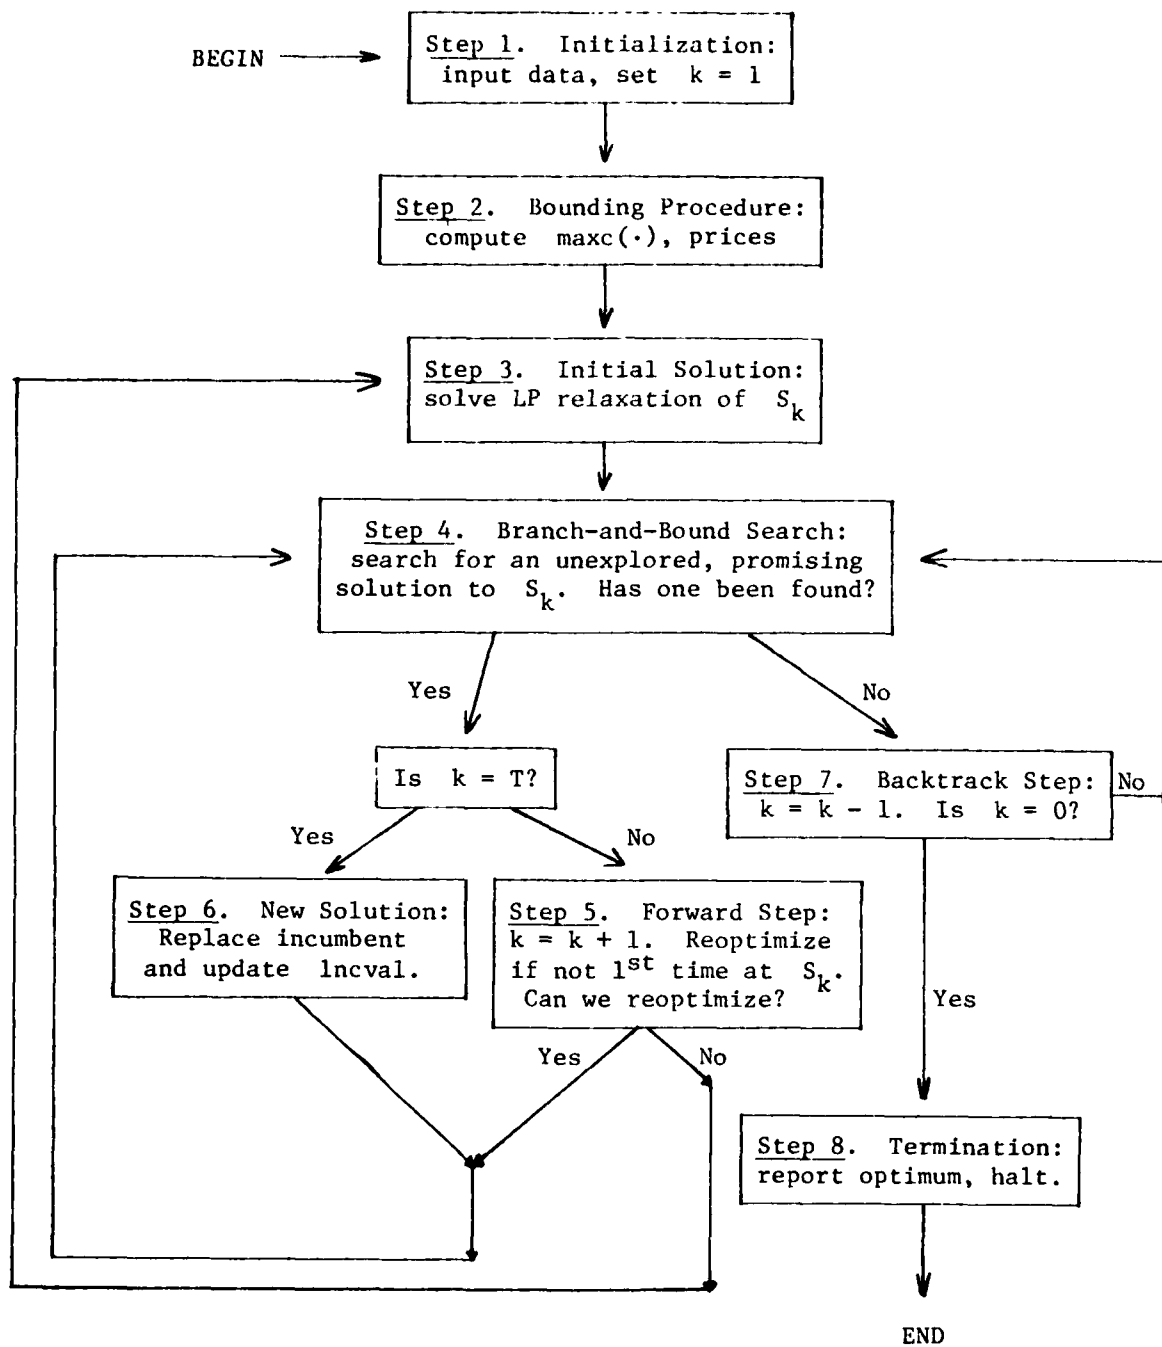 BEGIN
Step 1. Initialization:
input data, set k = 1
Step 2. Bounding Procedure:
compute maxc(·), prices
Step 3. Initial Solution:
solve LP relaxation of Sk
Step 4. Branch-and-Bound Search:
search for an unexplored, promising
solution to Sk. Has one been found?
Yes
No
Is k = T?
Step 7. Backtrack Step:
k = k - 1. Is k = 0?
No
Yes
No
Step 6. New Solution:
Replace incumbent
and update lncval.
Step 5. Forward Step:
k = k + 1. Reoptimize
if not 1st time at Sk.
Can we reoptimize?
Yes
Yes
No
Step 8. Termination:
report optimum, halt.
END